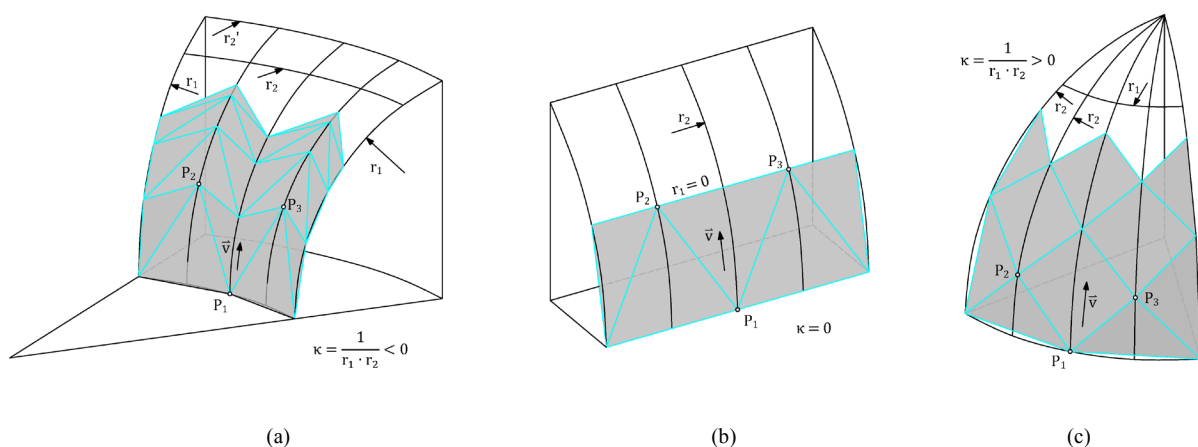 r₂'
r₂
r₁
r₁
P₂
P₃
v⃗
P₁
κ = 1 / (r₁ · r₂) < 0
(a)
r₂
P₃
r₁ = 0
P₂
v⃗
P₁
κ = 0
(b)
κ = 1 / (r₁ · r₂) > 0
r₁
r₂
r₂
P₂
P₃
v⃗
P₁
(c)